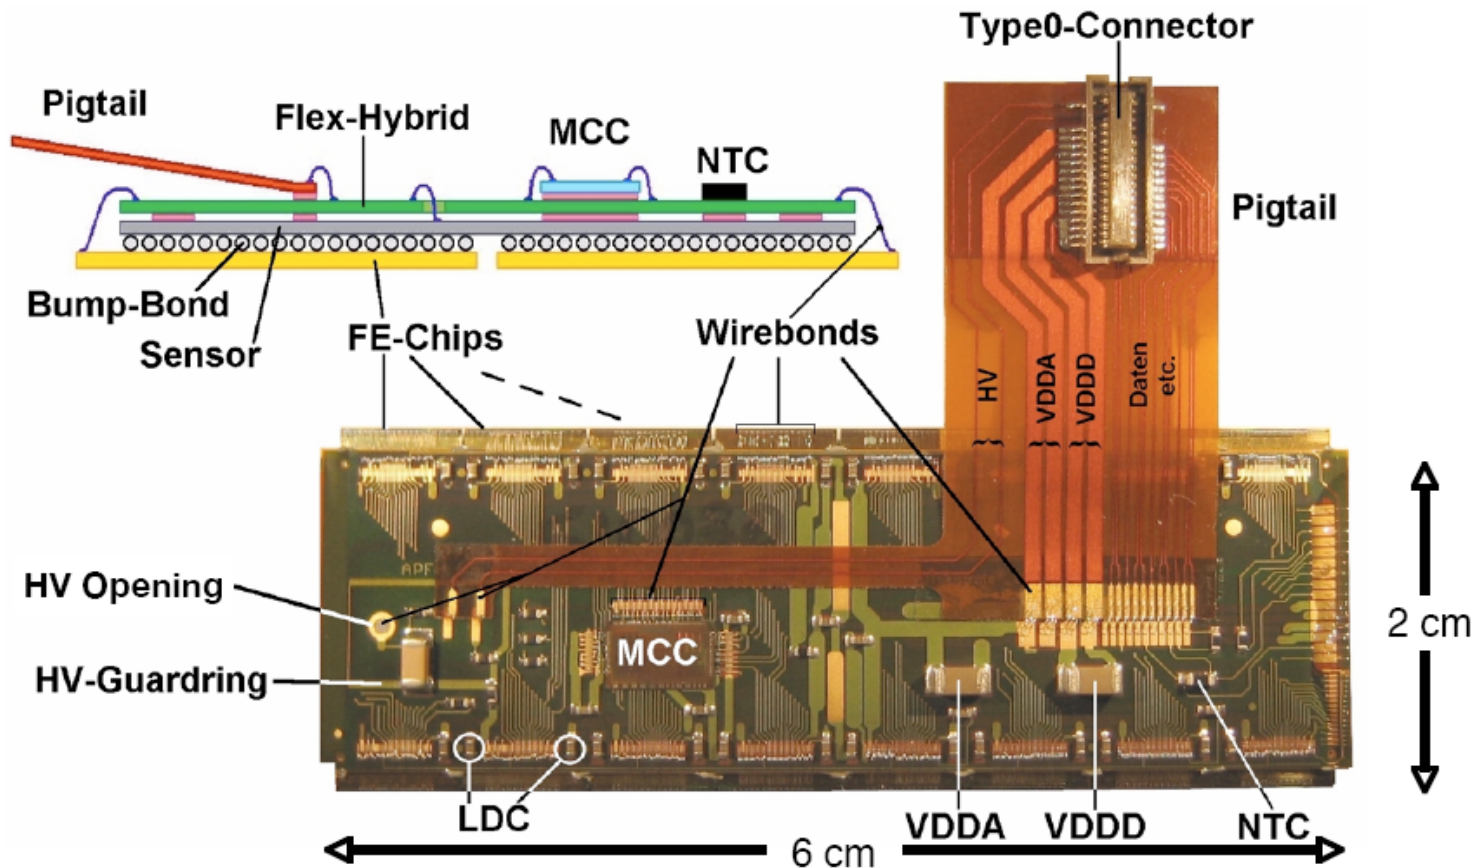 Type0-Connector
Pigtail
Flex-Hybrid
MCC
NTC
Pigtail
Bump-Bond
Sensor
FE-Chips
Wirebonds
HV
VDDA
VDDD
Daten
etc.
HV Opening
HV-Guardring
MCC
2 cm
LDC
VDDA
VDDD
NTC
6 cm